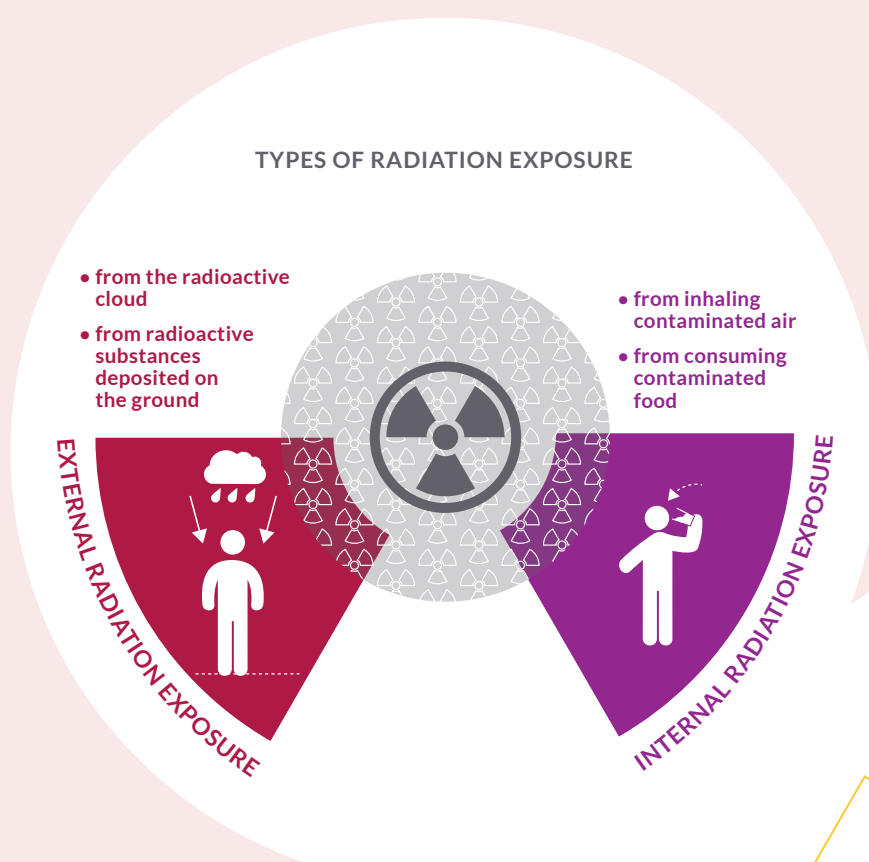 TYPES OF RADIATION EXPOSURE
• from the radioactive
cloud
• from radioactive
substances
deposited on
the ground
EXTERNAL RADIATION EXPOSURE
• from inhaling
contaminated air
• from consuming
contaminated
food
INTERNAL RADIATION EXPOSURE